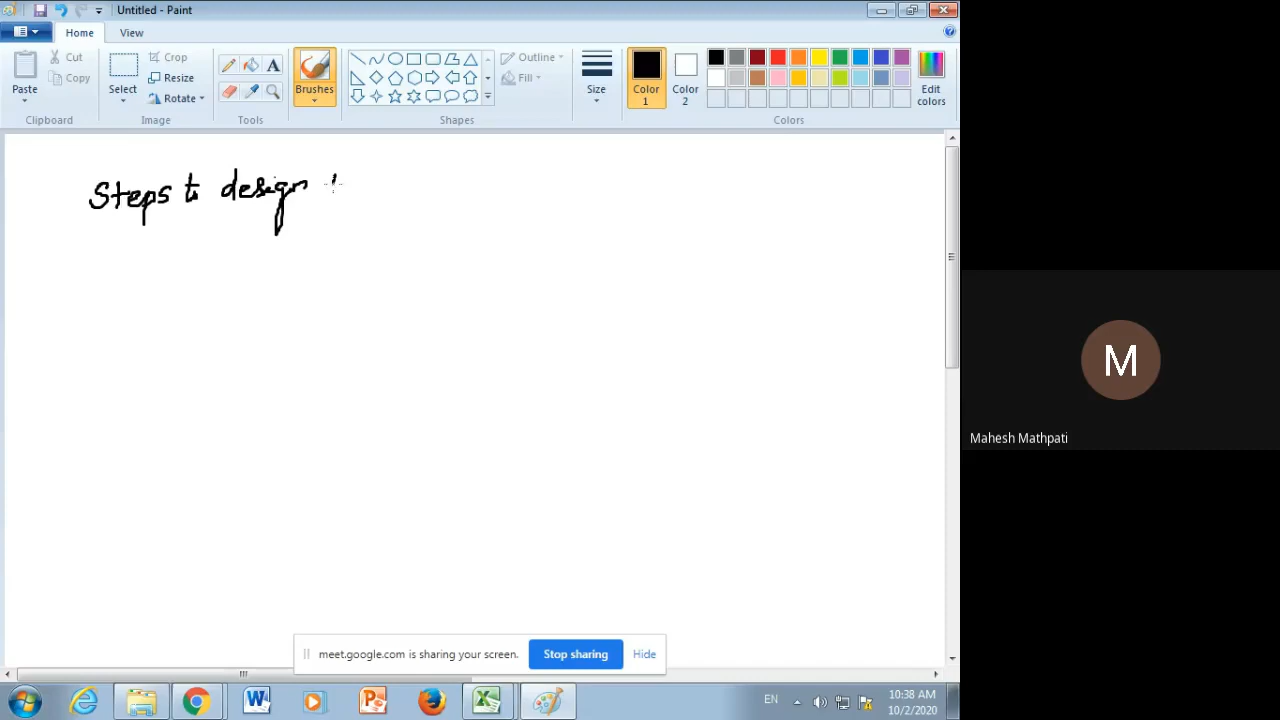 Untitled - Paint
Home View
Paste
Cut
Copy
Clipboard
Select
Crop
Resize
Rotate
Image
A
Tools
Brushes
Shapes
Outline
Fill
Size
Color 1
Color 2
Colors
Edit colors
Steps to design
M
Mahesh Mathpati
meet.google.com is sharing your screen. Stop sharing Hide
EN
10:38 AM
10/2/2020